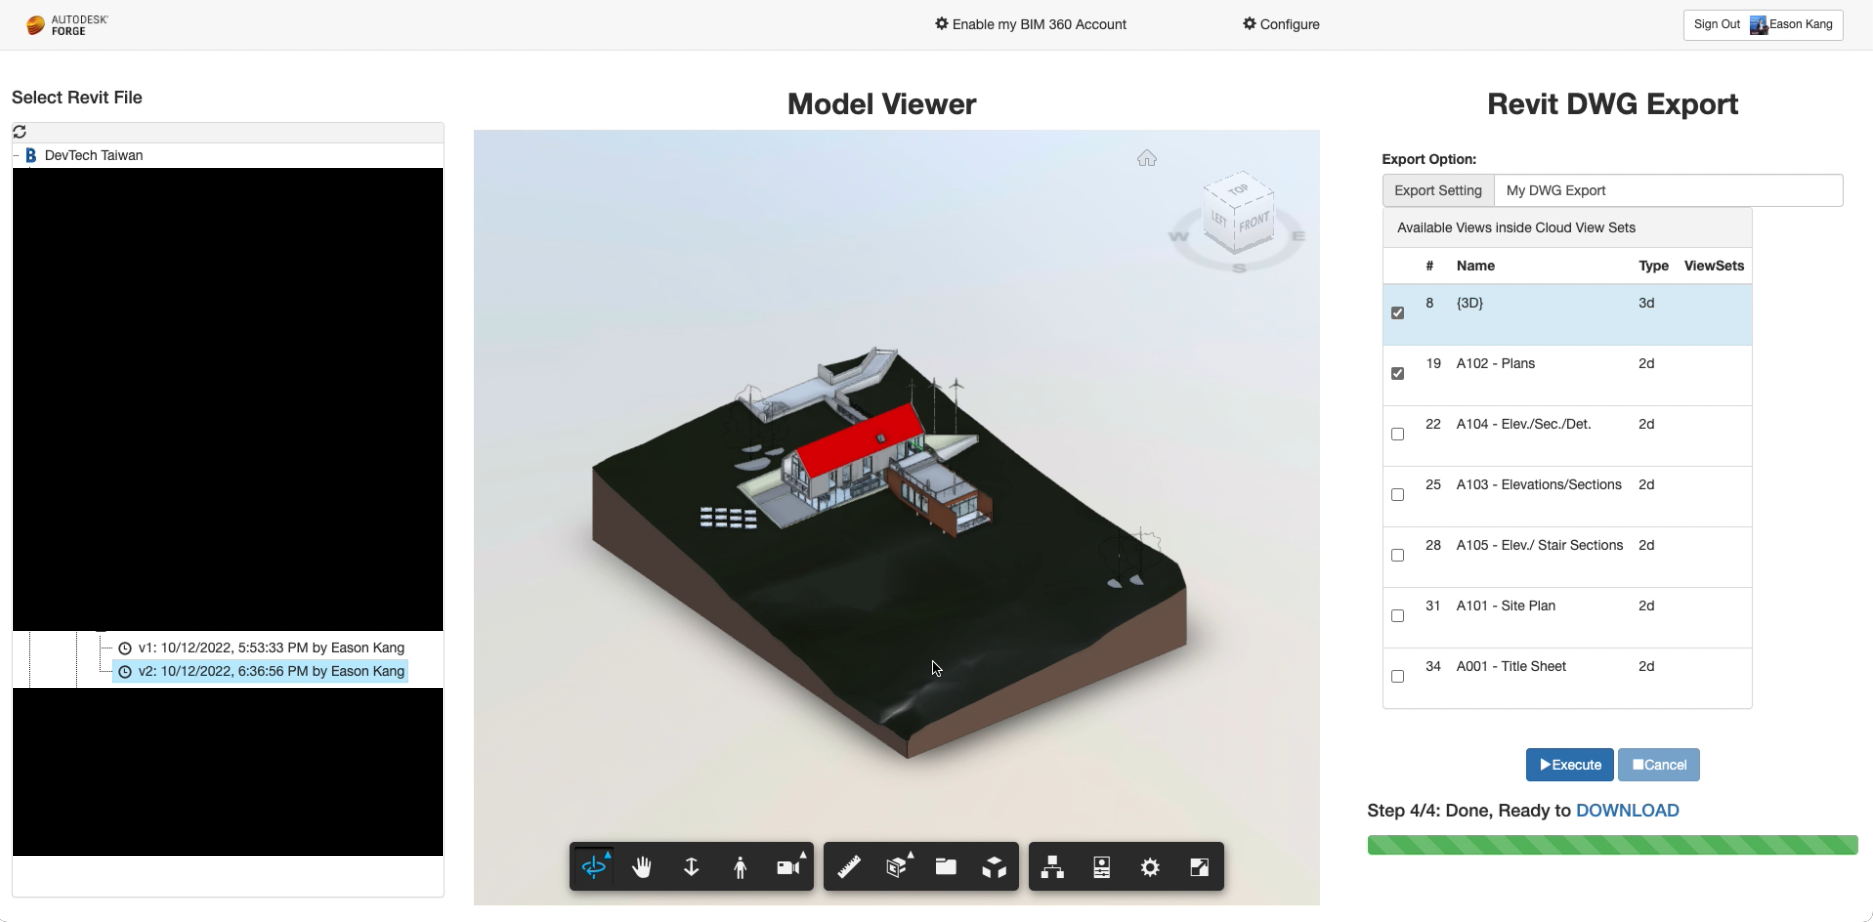 AUTODESK
FORGE
Enable my BIM 360 Account
Configure
Sign Out Eason Kang
Select Revit File
B DevTech Taiwan
v1: 10/12/2022, 5:53:33 PM by Eason Kang
v2: 10/12/2022, 6:36:56 PM by Eason Kang
Model Viewer
TOP
LEFT FRONT
W E
S
Revit DWG Export
Export Option:
Export Setting My DWG Export
Available Views inside Cloud View Sets
# Name Type ViewSets
8 {3D} 3d
19 A102 - Plans 2d
22 A104 - Elev./Sec./Det. 2d
25 A103 - Elevations/Sections 2d
28 A105 - Elev./ Stair Sections 2d
31 A101 - Site Plan 2d
34 A001 - Title Sheet 2d
Execute Cancel
Step 4/4: Done, Ready to DOWNLOAD